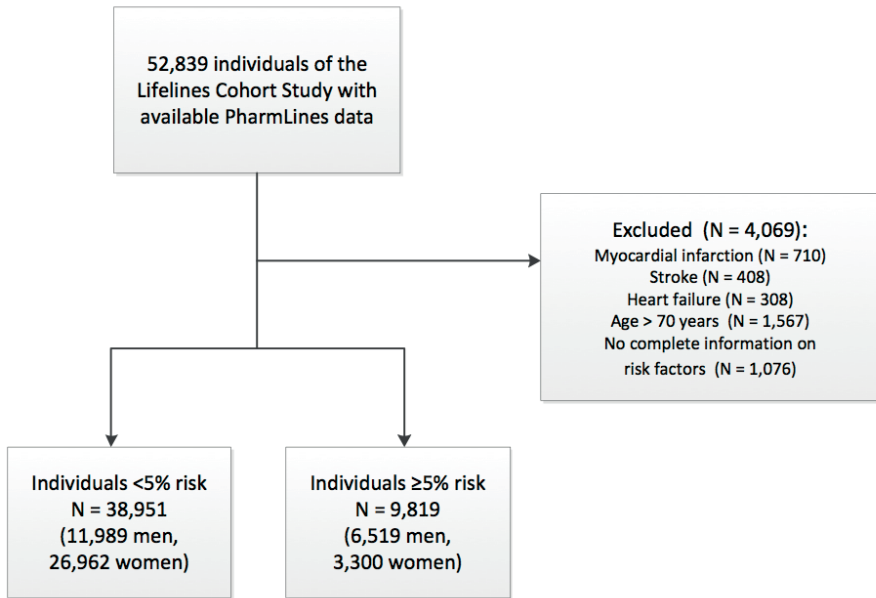 52,839 individuals of the
Lifelines Cohort Study with
available PharmLines data
Excluded (N = 4,069):
Myocardial infarction (N = 710)
Stroke (N = 408)
Heart failure (N = 308)
Age > 70 years (N = 1,567)
No complete information on
risk factors (N = 1,076)
Individuals <5% risk
N = 38,951
(11,989 men,
26,962 women)
Individuals ≥5% risk
N = 9,819
(6,519 men,
3,300 women)